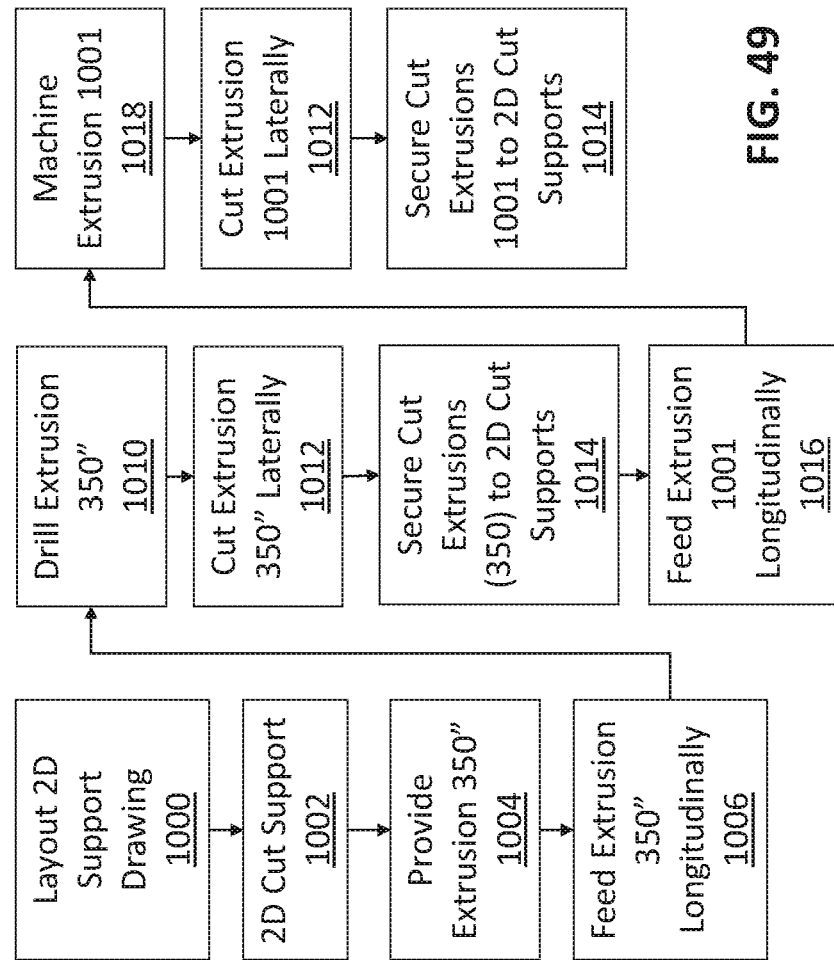 Layout 2D
Support
Drawing
1000
2D Cut Support
1002
Provide
Extrusion 350”
1004
Feed Extrusion
350”
Longitudinally
1006
Drill Extrusion
350”
1010
Cut Extrusion
350” Laterally
1012
Secure Cut
Extrusions
(350) to 2D Cut
Supports
1014
Feed Extrusion
1001
Longitudinally
1016
Machine
Extrusion 1001
1018
Cut Extrusion
1001 Laterally
1012
Secure Cut
Extrusions
1001 to 2D Cut
Supports
1014
FIG. 49